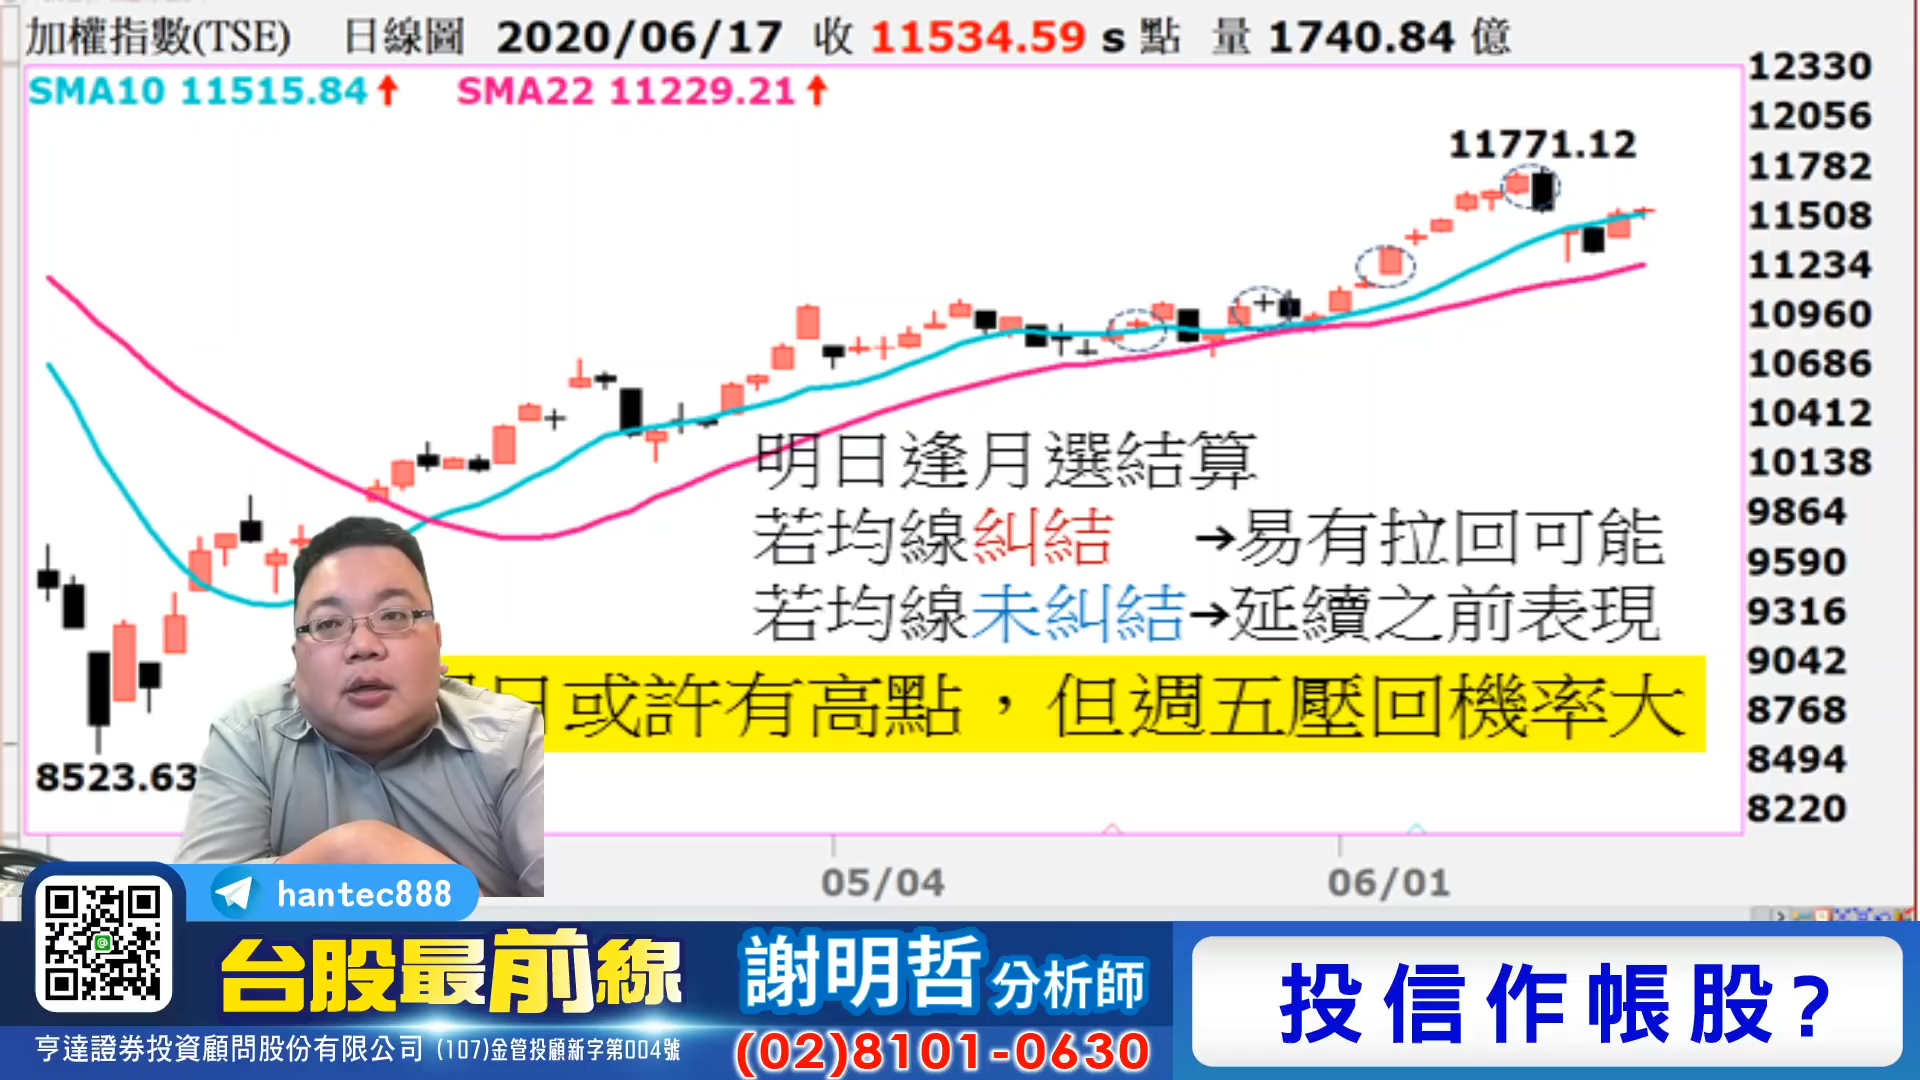 加權指數(TSE) 日線圖 2020/06/17 收 11534.59 s 點 量 1740.84 億
SMA10 11515.84↑ SMA22 11229.21↑
12330
12056
11782
11508
11234
10960
10686
10412
10138
9864
9590
9316
9042
8768
8494
8220
11771.12
明日逢月選結算
若均線糾結 →易有拉回可能
若均線未糾結→延續之前表現
日或許有高點，但週五壓回機率大
8523.63
05/04 06/01
hantec888
台股最前線
謝明哲 分析師
投信作帳股?
亨達證券投資顧問股份有限公司 (107)金管投顧新字第004號
(02)8101-0630